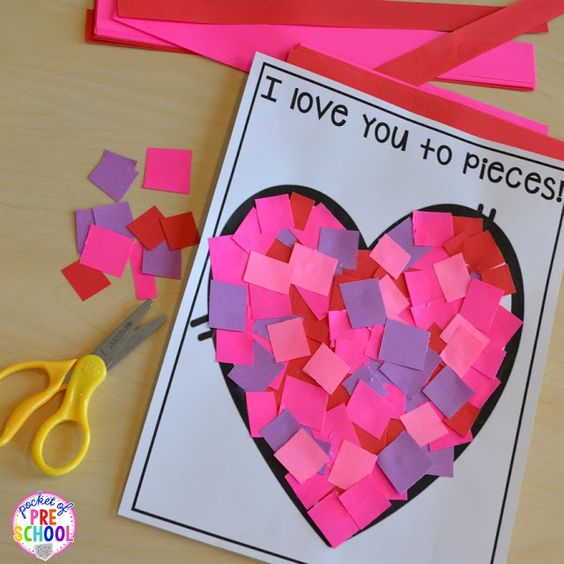 I love you to pieces!
pocket of
PRE
SCHOOL